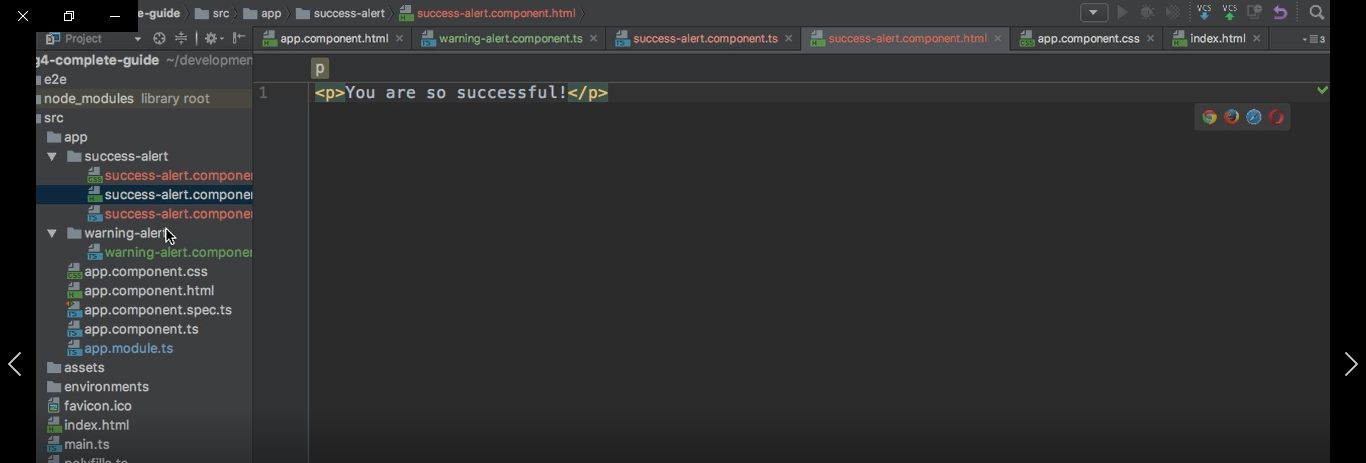 e-guide src app success-alert success-alert.component.html
VCS VCS
Project app.component.html warning-alert.component.ts success-alert.component.ts success-alert.component.html app.component.css index.html 3
g4-complete-guide ~/developmen
e2e
node_modules library root
src
app
success-alert
success-alert.componen
success-alert.componen
success-alert.componen
warning-alert
warning-alert.componen
app.component.css
app.component.html
app.component.spec.ts
app.component.ts
app.module.ts
assets
environments
favicon.ico
index.html
main.ts
p
1 <p>You are so successful!</p>